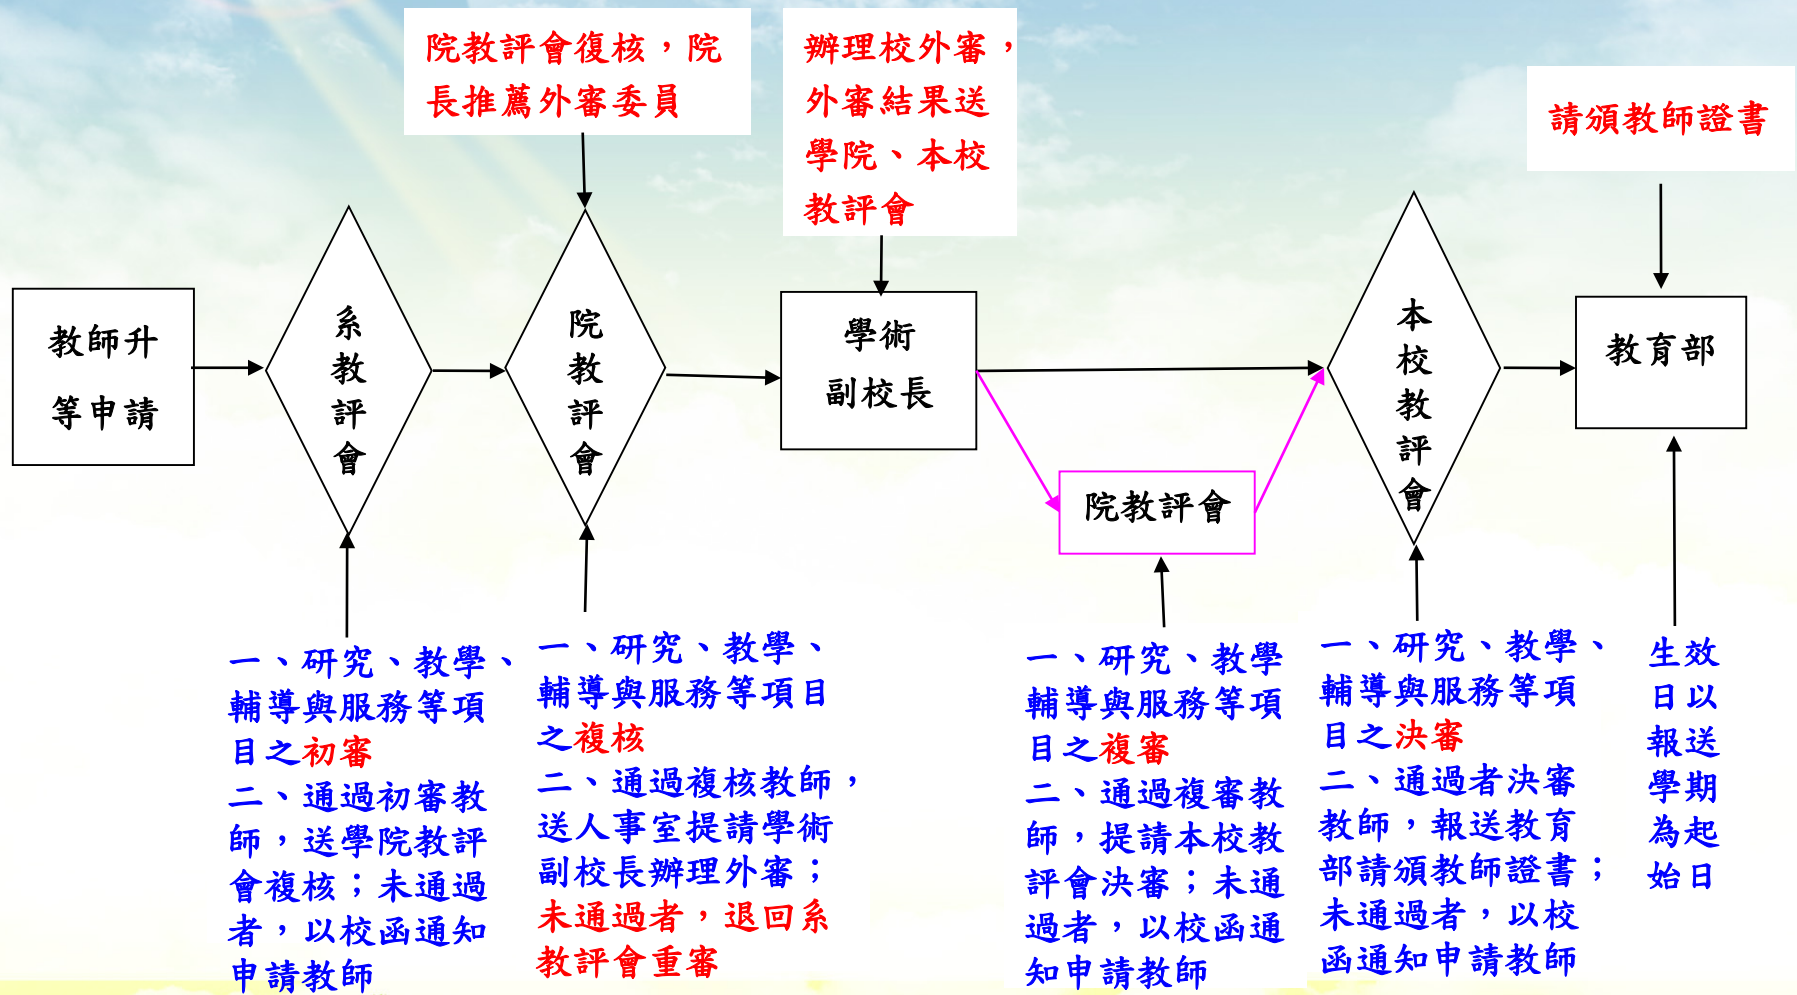 院教評會復核，院
長推薦外審委員
辦理校外審，
外審結果送
學院、本校
教評會
請頒教師證書
教師升
等申請
系
教
評
會
院
教
評
會
學術
副校長
院教評會
本
校
教
評
會
教育部
一、研究、教學、
輔導與服務等項
目之初審
二、通過初審教
師，送學院教評
會複核；未通過
者，以校函通知
申請教師
一、研究、教學、
輔導與服務等項目
之複核
二、通過複核教師，
送人事室提請學術
副校長辦理外審；
未通過者，退回系
教評會重審
一、研究、教學
輔導與服務等項
目之複審
二、通過複審教
師，提請本校教
評會決審；未通
過者，以校函通
知申請教師
一、研究、教學、
輔導與服務等項
目之決審
二、通過者決審
教師，報送教育
部請頒教師證書；
未通過者，以校
函通知申請教師
生效
日以
報送
學期
為起
始日